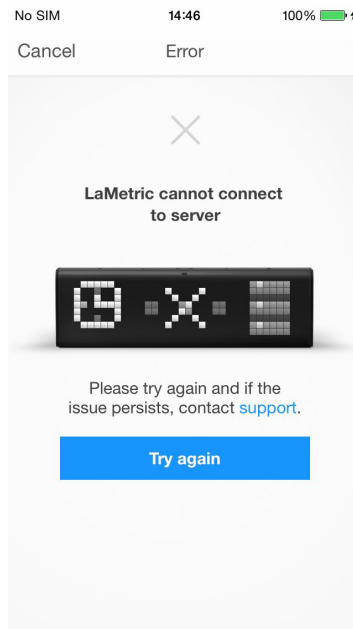 No SIM 14:46 100%
Cancel Error
LaMetric cannot connect
to server
Please try again and if the
issue persists, contact support.
Try again